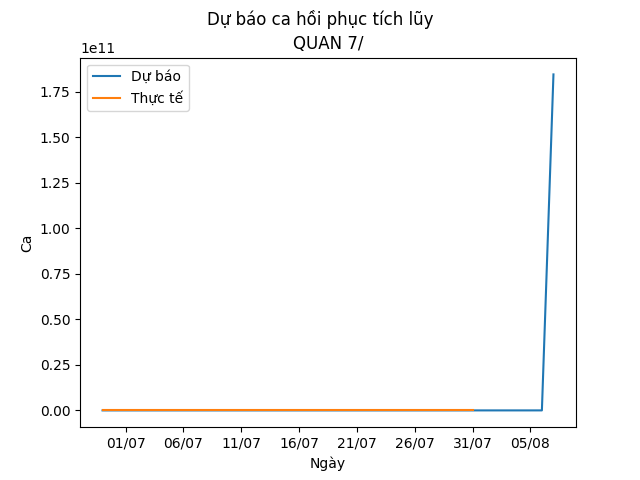 Dự báo ca hồi phục tích lũy
QUAN 7/
1e11
Dự báo
Thực tế
1.75
1.50
1.25
1.00
0.75
0.50
0.25
0.00
Ca
01/07 06/07 11/07 16/07 21/07 26/07 31/07 05/08
Ngày